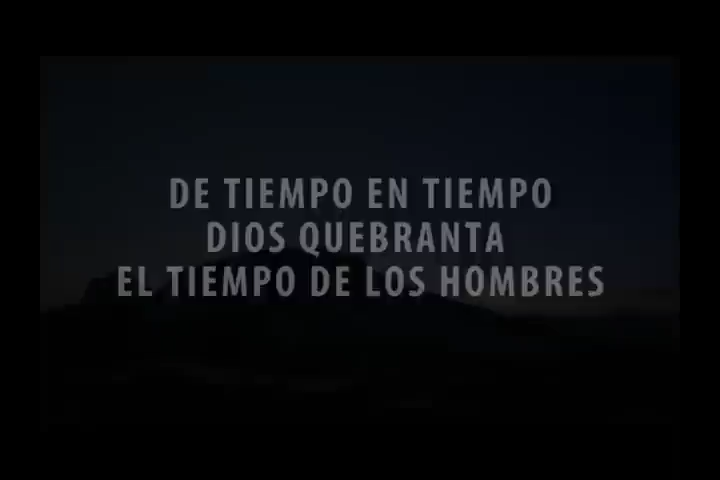 DE TIEMPO EN TIEMPO
DIOS QUEBRANTA
EL TIEMPO DE LOS HOMBRES